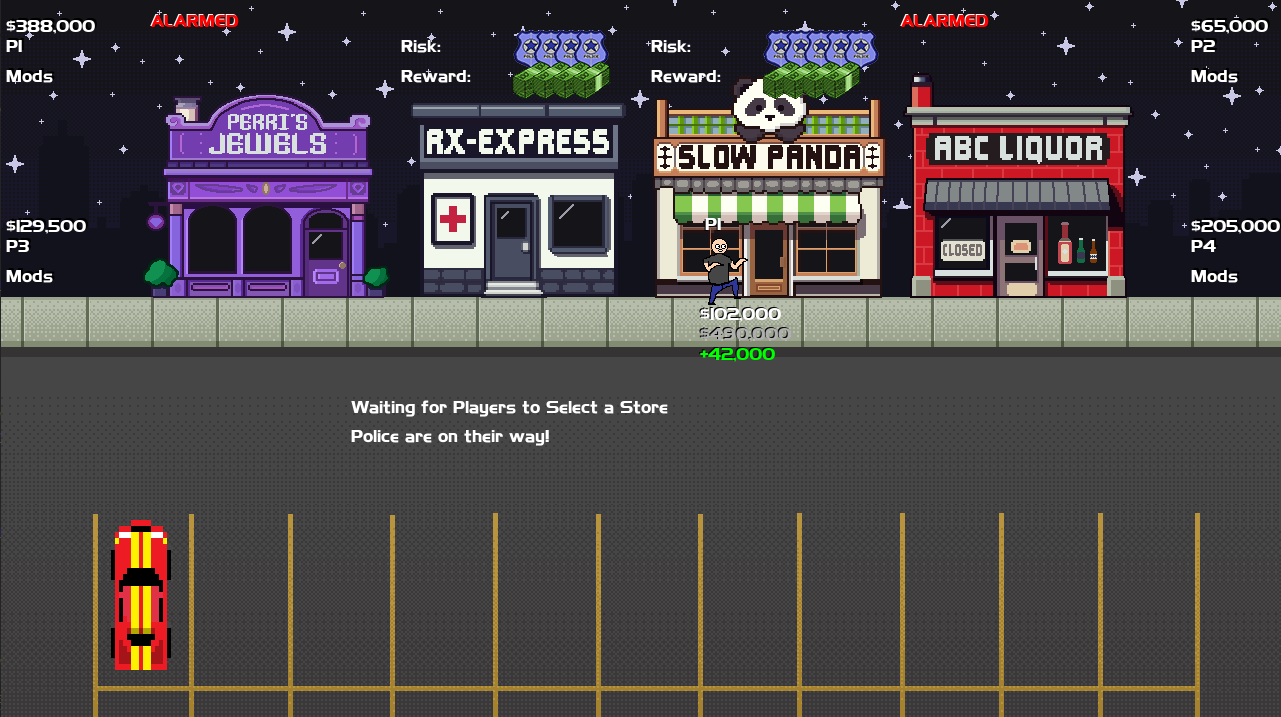 $388,000
P1
Mods
ALARMED
Risk:
Reward:
Risk:
Reward:
ALARMED
$65,000
P2
Mods
PERRI'S
JEWELS
RX-EXPRESS
SLOW PANDA
ABC LIQUOR
CLOSED
$129,500
P3
Mods
P1
$205,000
P4
Mods
$102,000
$490,000
+42,000
Waiting for Players to Select a Store
Police are on their way!